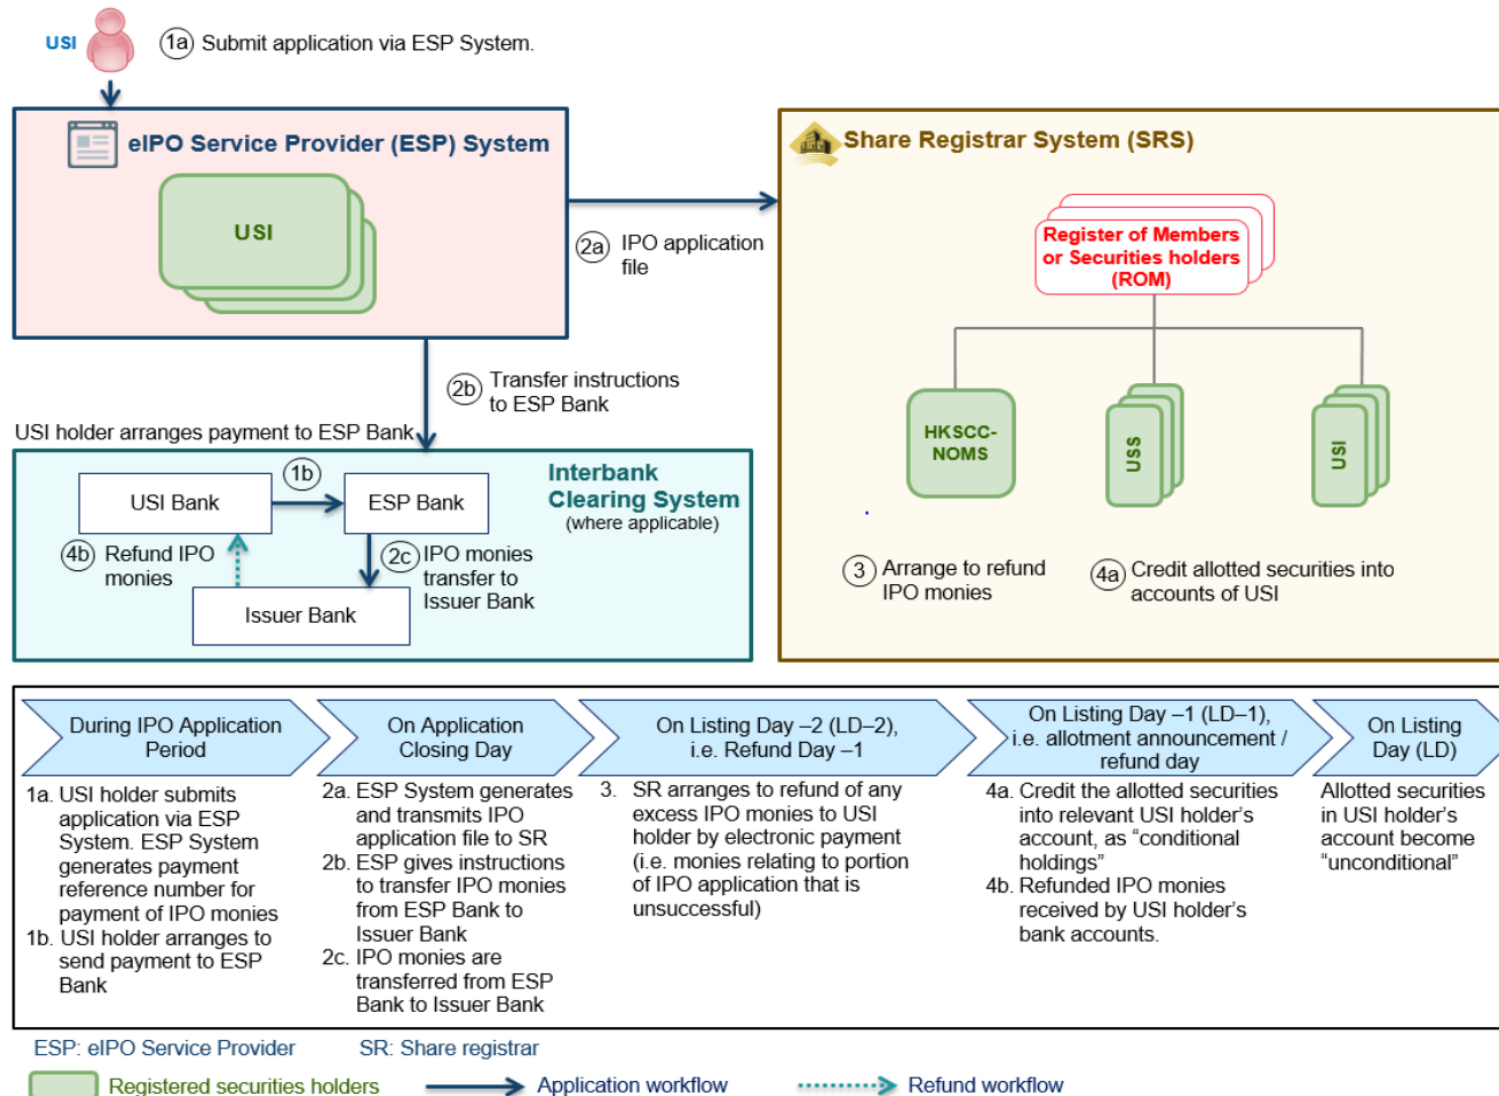 USI
1a Submit application via ESP System.
eIPO Service Provider (ESP) System
USI
2a IPO application
file
2b Transfer instructions
to ESP Bank
USI holder arranges payment to ESP Bank
Interbank
Clearing System
(where applicable)
1b
USI Bank
ESP Bank
4b Refund IPO
monies
2c IPO monies
transfer to
Issuer Bank
Issuer Bank
Share Registrar System (SRS)
Register of Members
or Securities holders
(ROM)
HKSCC-
NOMS
USS
USI
3 Arrange to refund
IPO monies
4a Credit allotted securities into
accounts of USI
During IPO Application
Period
1a. USI holder submits
application via ESP
System. ESP System
generates payment
reference number for
payment of IPO monies
1b. USI holder arranges to
send payment to ESP
Bank
On Application
Closing Day
2a. ESP System generates
and transmits IPO
application file to SR
2b. ESP gives instructions
to transfer IPO monies
from ESP Bank to
Issuer Bank
2c. IPO monies are
transferred from ESP
Bank to Issuer Bank
On Listing Day –2 (LD–2),
i.e. Refund Day –1
3. SR arranges to refund of any
excess IPO monies to USI
holder by electronic payment
(i.e. monies relating to portion
of IPO application that is
unsuccessful)
On Listing Day –1 (LD–1),
i.e. allotment announcement /
refund day
4a. Credit the allotted securities
into relevant USI holder's
account, as "conditional
holdings"
4b. Refunded IPO monies
received by USI holder's
bank accounts.
On Listing
Day (LD)
Allotted securities
in USI holder's
account become
"unconditional"
ESP: eIPO Service Provider
SR: Share registrar
Registered securities holders
Application workflow
Refund workflow